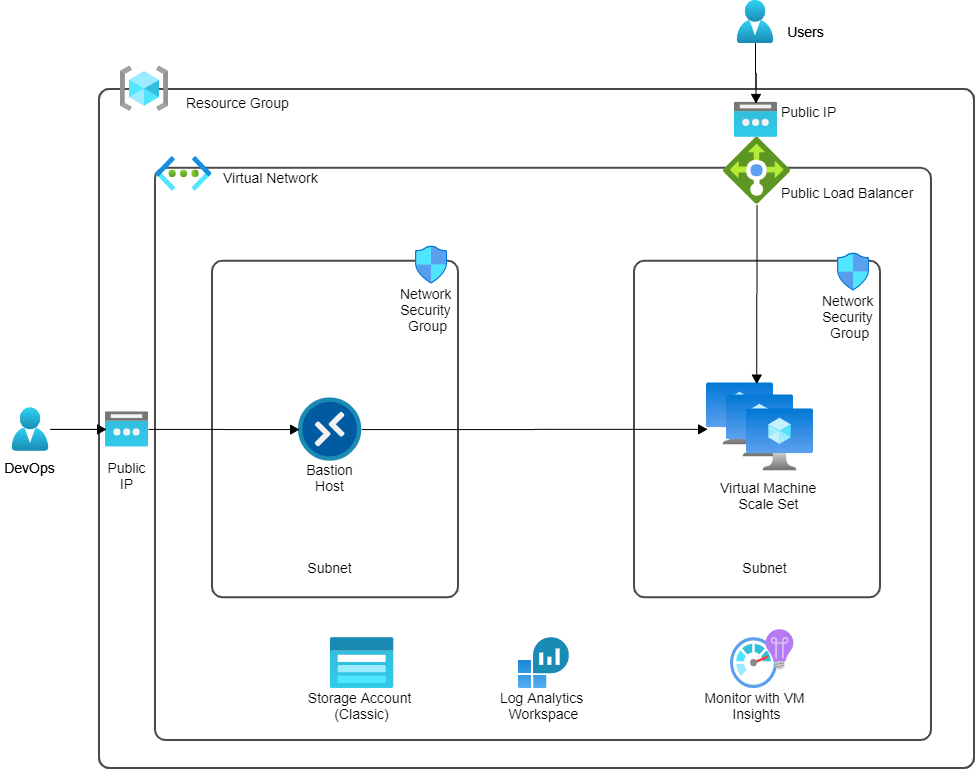 Users
Resource Group
Public IP
Virtual Network
Public Load Balancer
Network
Security
Group
Network
Security
Group
DevOps
Public
IP
Bastion
Host
Virtual Machine
Scale Set
Subnet
Subnet
Storage Account
(Classic)
Log Analytics
Workspace
Monitor with VM
Insights